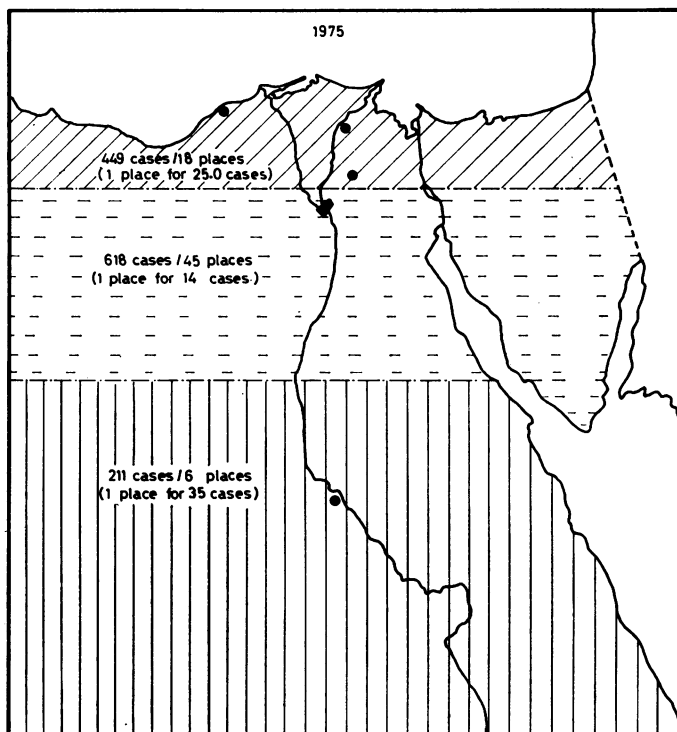 1975
449 cases/18 places
(1 place for 25.0 cases)
618 cases/45 places
(1 place for 14 cases)
211 cases/6 places
(1 place for 35 cases)